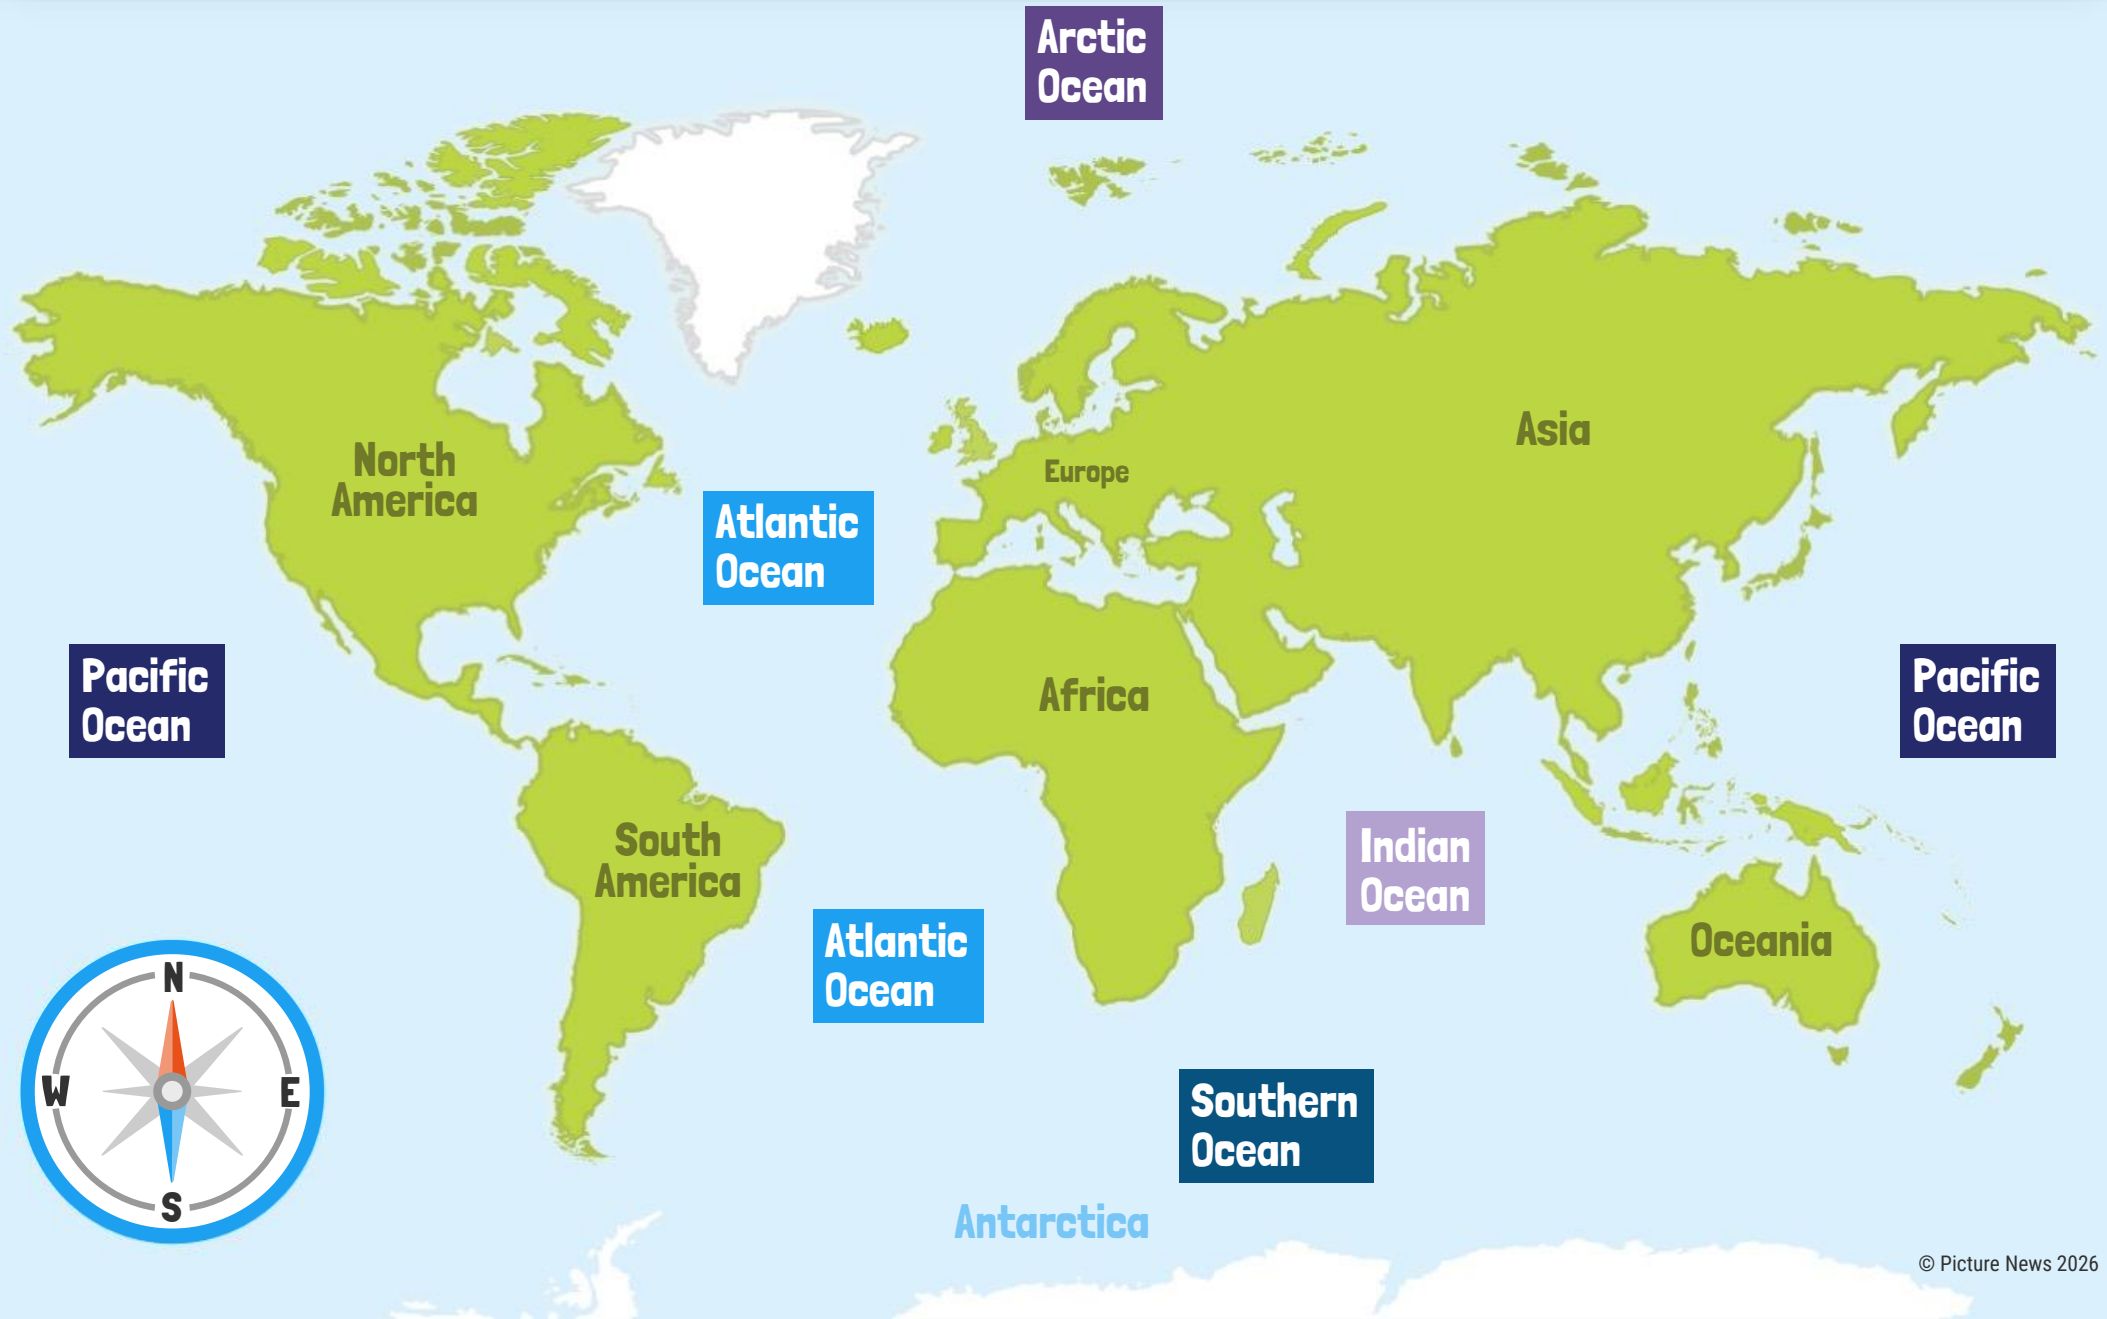 Arctic
Ocean
North
America
Europe
Asia
Atlantic
Ocean
Pacific
Ocean
Africa
Pacific
Ocean
South
America
Indian
Ocean
Atlantic
Ocean
Oceania
N
W
E
S
Southern
Ocean
Antarctica
© Picture News 2026